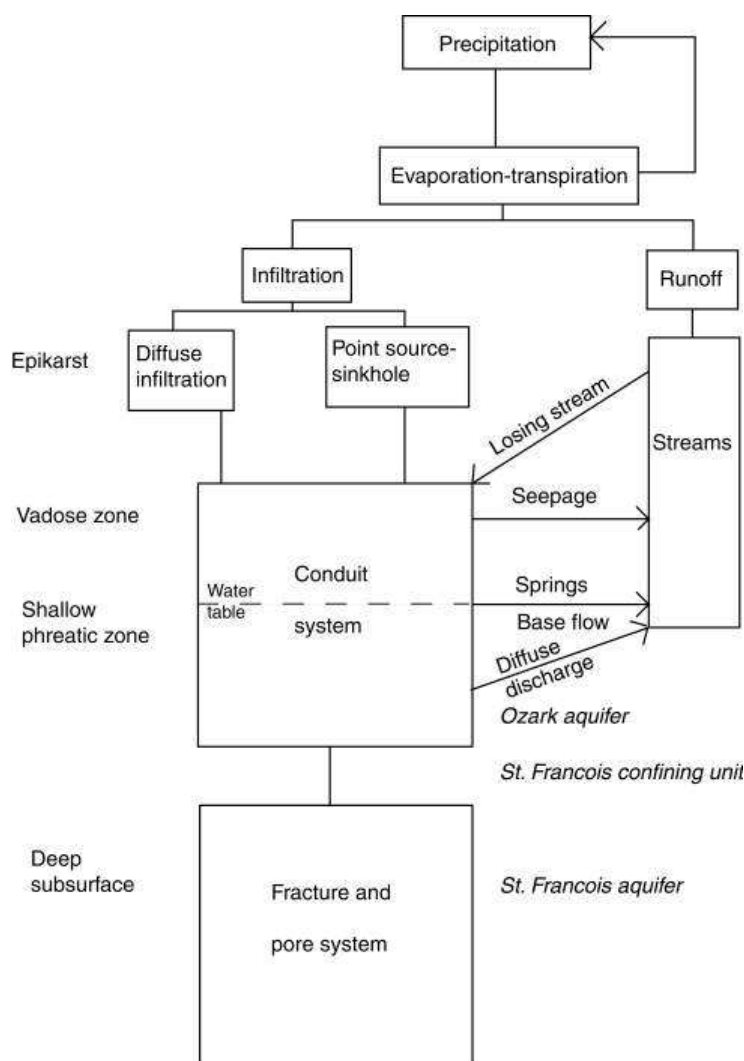 Precipitation
Evaporation-transpiration
Infiltration
Runoff
Epikarst
Diffuse
infiltration
Point source-
sinkhole
Losing stream
Streams
Vadose zone
Seepage
Conduit
system
Water
table
Springs
Base flow
Shallow
phreatic zone
Diffuse
discharge
Ozark aquifer
St. Francois confining unit
Deep
subsurface
Fracture and
pore system
St. Francois aquifer